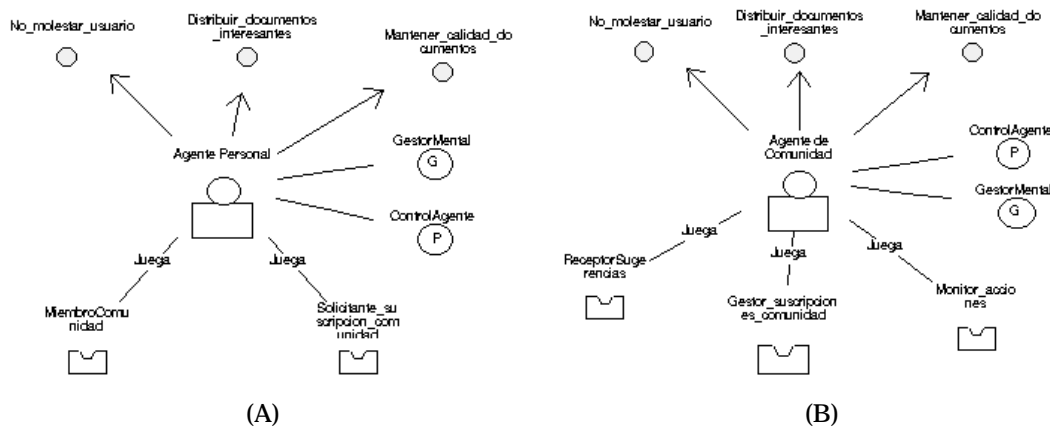 No_molestar_usuario
Distribuir_documentos
_interesantes
Mantener_calidad_do
cumentos
Agente Personal
GestorMental
G
ControlAgente
P
Juega
Juega
MiembroComu
nidad
Solicitante_su
scripcion_com
unidad
(A)
No_molestar_usuario
Distribuir_documentos
_interesantes
Mantener_calidad_do
cumentos
Agente de
Comunidad
ControlAgente
P
GestorMental
G
Juega
Juega
Juega
ReceptorSuge
rencias
Gestor_suscripcion
es_comunidad
Monitor_accio
nes
(B)